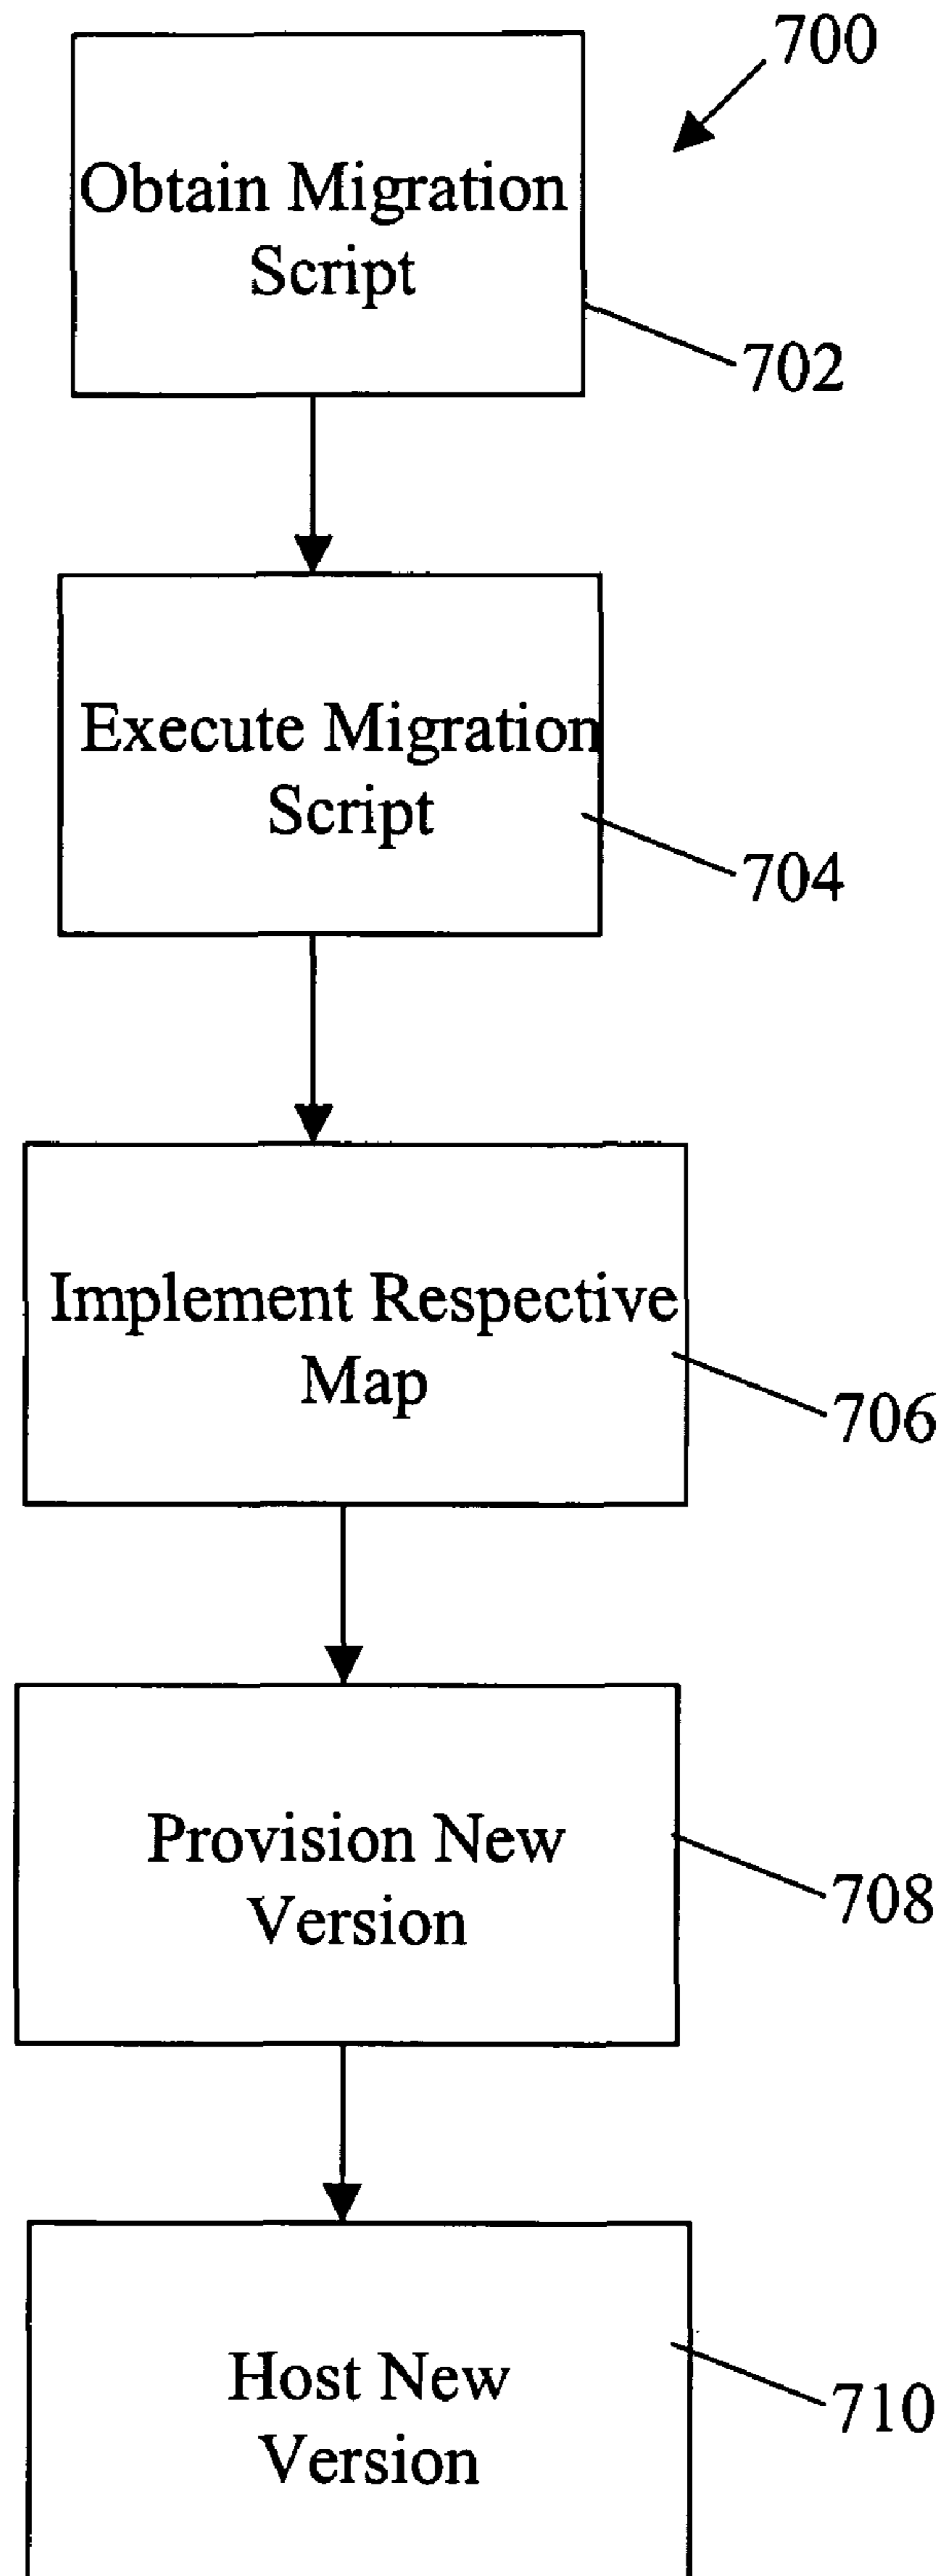 700
Obtain Migration
Script
702
Execute Migration
Script
704
Implement Respective
Map
706
Provision New
Version
708
Host New
Version
710